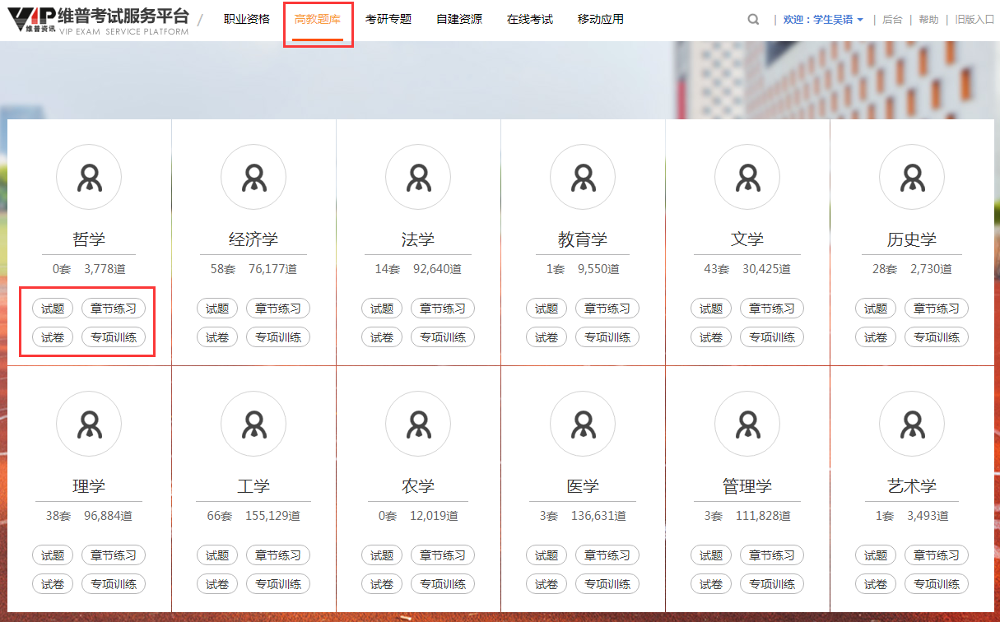 VIP维普考试服务平台 / 职业资格 高教题库 考研专题 自建资源 在线考试 移动应用 | 欢迎：学生吴语 | 后台 | 帮助 | 旧版入口
维普资讯 VIP EXAM SERVICE PLATFORM
哲学 经济学 法学 教育学 文学 历史学
0套 3,778道 58套 76,177道 14套 92,640道 1套 9,550道 43套 30,425道 28套 2,730道
试题 章节练习 试题 章节练习 试题 章节练习 试题 章节练习 试题 章节练习 试题 章节练习
试卷 专项训练 试卷 专项训练 试卷 专项训练 试卷 专项训练 试卷 专项训练 试卷 专项训练
理学 工学 农学 医学 管理学 艺术学
38套 96,884道 66套 155,129道 0套 12,019道 3套 136,631道 3套 111,828道 1套 3,493道
试题 章节练习 试题 章节练习 试题 章节练习 试题 章节练习 试题 章节练习 试题 章节练习
试卷 专项训练 试卷 专项训练 试卷 专项训练 试卷 专项训练 试卷 专项训练 试卷 专项训练